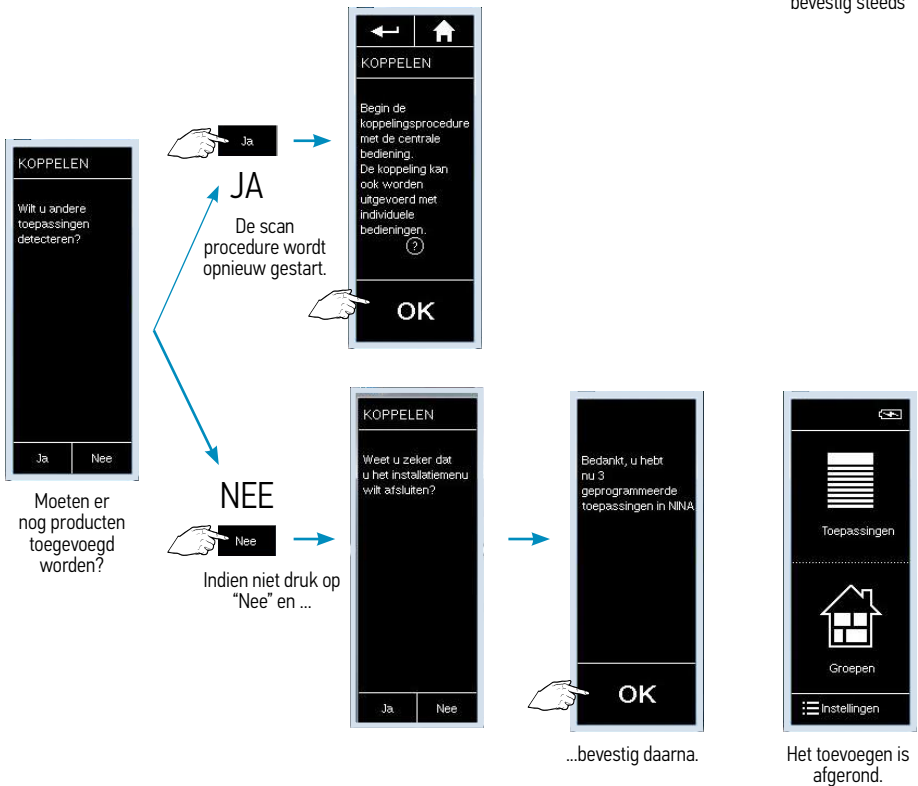 bevestig steeds
KOPPELEN
Begin de
koppelingsprocedure
met de centrale
bediening.
De koppeling kan
ook worden
uitgevoerd met
individuele
bedieningen.
?
OK
Ja
JA
De scan
procedure wordt
opnieuw gestart.
KOPPELEN
Wilt u andere
toepassingen
detecteren?
Ja Nee
Moeten er
nog producten
toegevoegd
worden?
NEE
Nee
Indien niet druk op
“Nee” en ...
KOPPELEN
Weet u zeker dat
u het installatiemenu
wilt afsluiten?
Ja Nee
Bedankt, u hebt
nu 3
geprogrammeerde
toepassingen in NINA
OK
...bevestig daarna.
Toepassingen
Groepen
Instellingen
Het toevoegen is
afgerond.